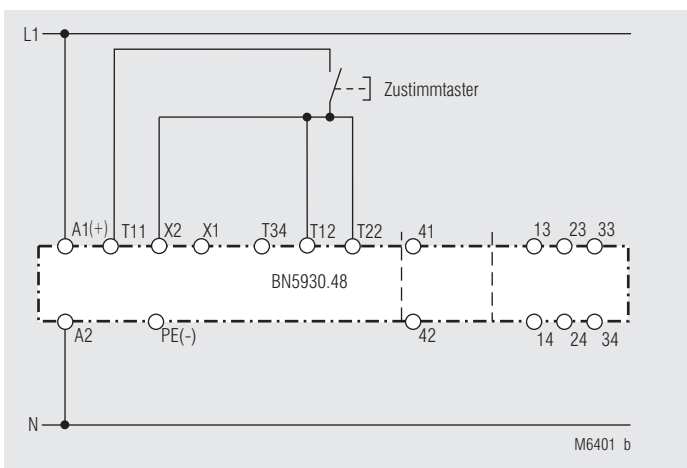 L1
Zustimmtaster
A1(+) T11 X2 X1 T34 T12 T22 41 13 23 33
BN5930.48
A2 PE(-) 42 14 24 34
N
M6401 b